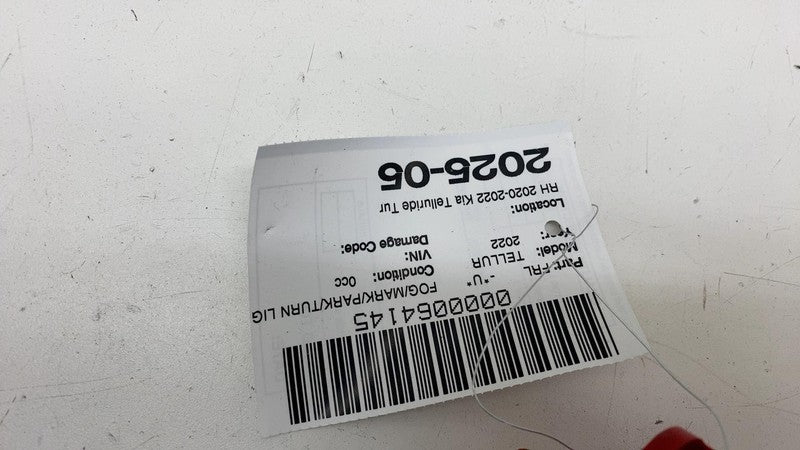 0000064145
-*U* FOG/MARK/PARK/TURN LIG
Part: FRL
Model: TELLUR Condition: 0cc
Year: 2022 VIN:
Damage Code:
Location:
RH 2020-2022 Kia Telluride Tur
2025-05